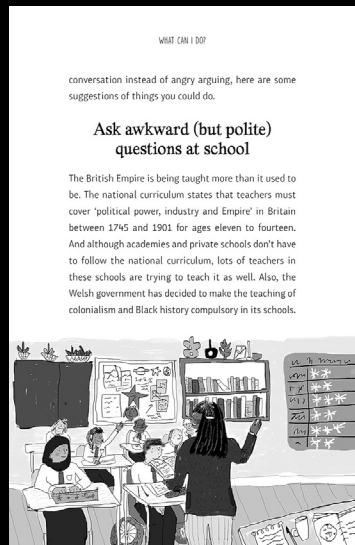 WHAT CAN I DO?
conversation instead of angry arguing, here are some
suggestions of things you could do.
Ask awkward (but polite)
questions at school
The British Empire is being taught more than it used to
be. The national curriculum states that teachers must
cover ‘political power, industry and Empire’ in Britain
between 1745 and 1901 for ages eleven to fourteen.
And although academies and private schools don’t have
to follow the national curriculum, lots of teachers in
these schools are trying to teach it as well. Also, the
Welsh government has decided to make the teaching of
colonialism and Black history compulsory in its schools.